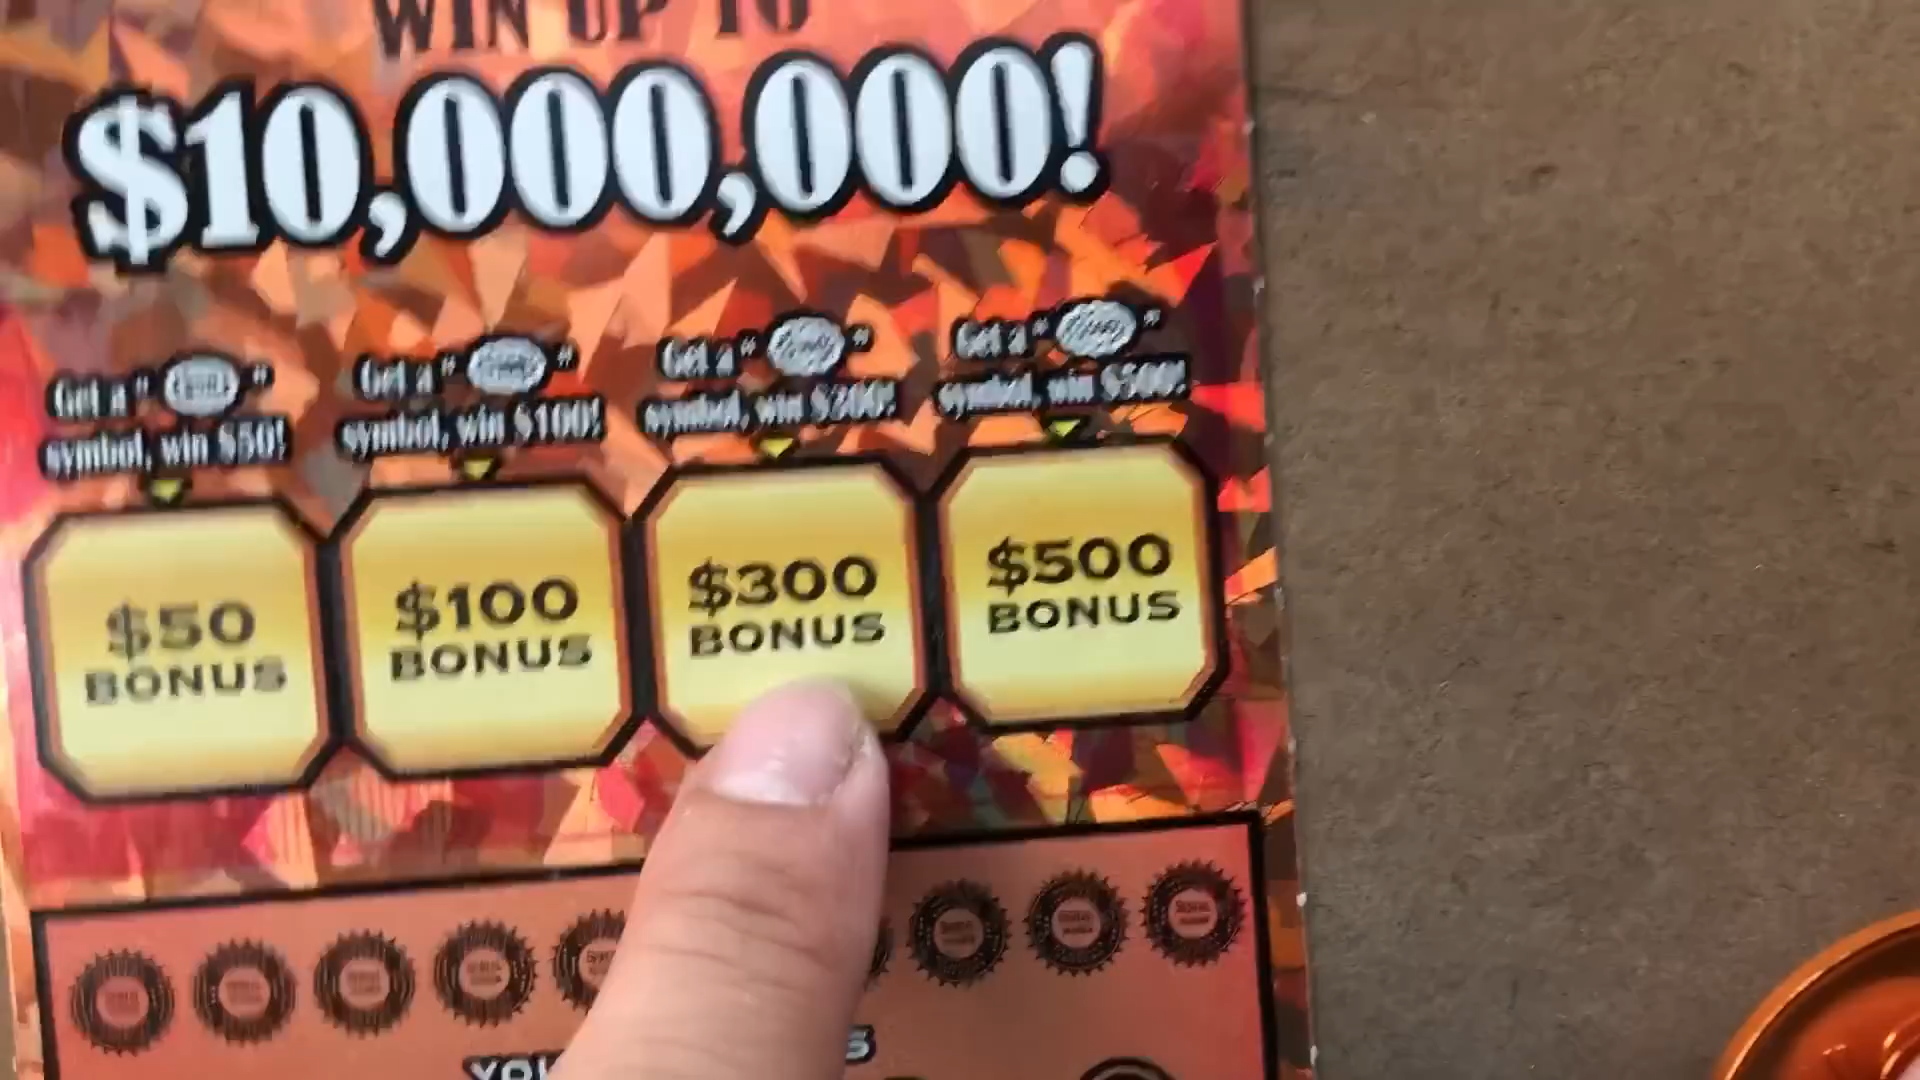 WIN UP TO
$10,000,000!
Get a " "
symbol, win $50!
Get a " "
symbol, win $100!
Get a " "
symbol, win $300!
Get a " "
symbol, win $500!
$50
BONUS
$100
BONUS
$300
BONUS
$500
BONUS